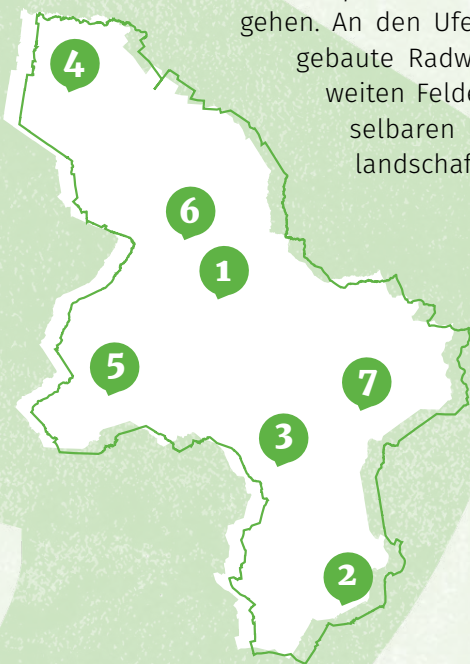 gehen. An den Ufe
gebaute Radw
weiten Felde
selbaren
landschaf
4
6
1
5
7
3
2